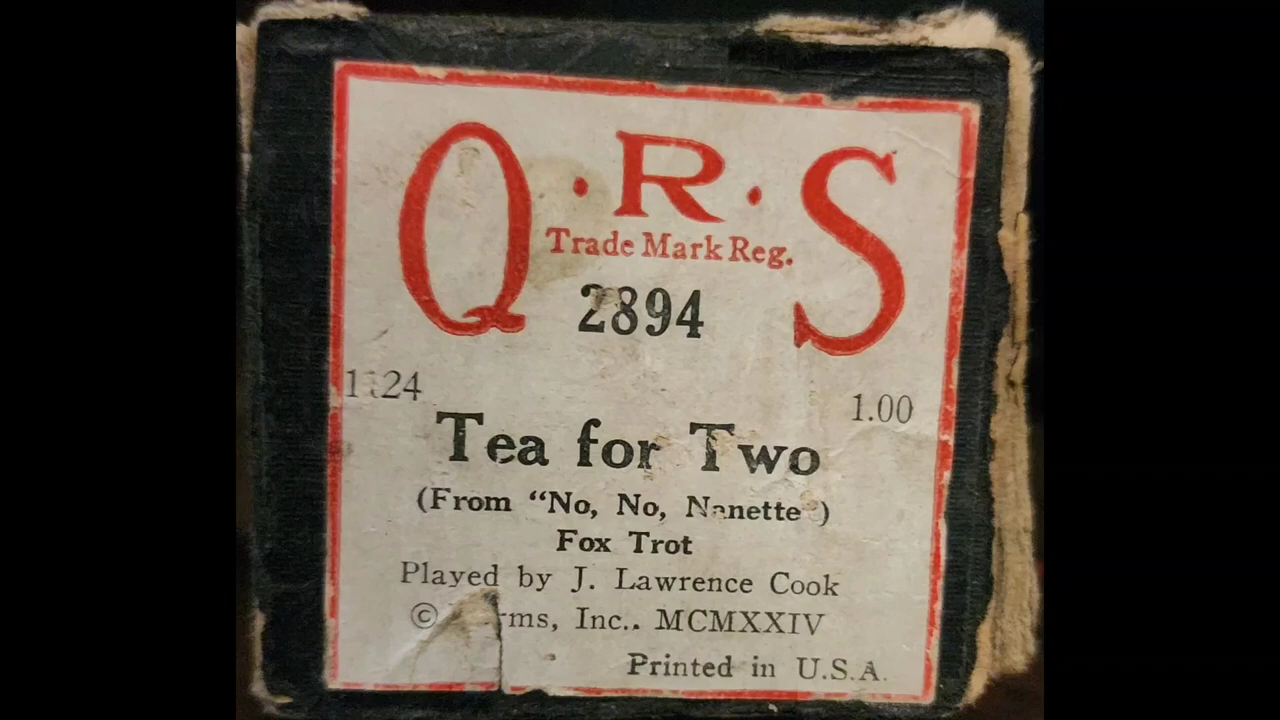 Q·R·S
Trade Mark Reg.
2894
1.00
Tea for Two
(From "No, No, Nanette")
Fox Trot
Played by J. Lawrence Cook
© Inc.. MCMXXIV
Printed in U.S.A.